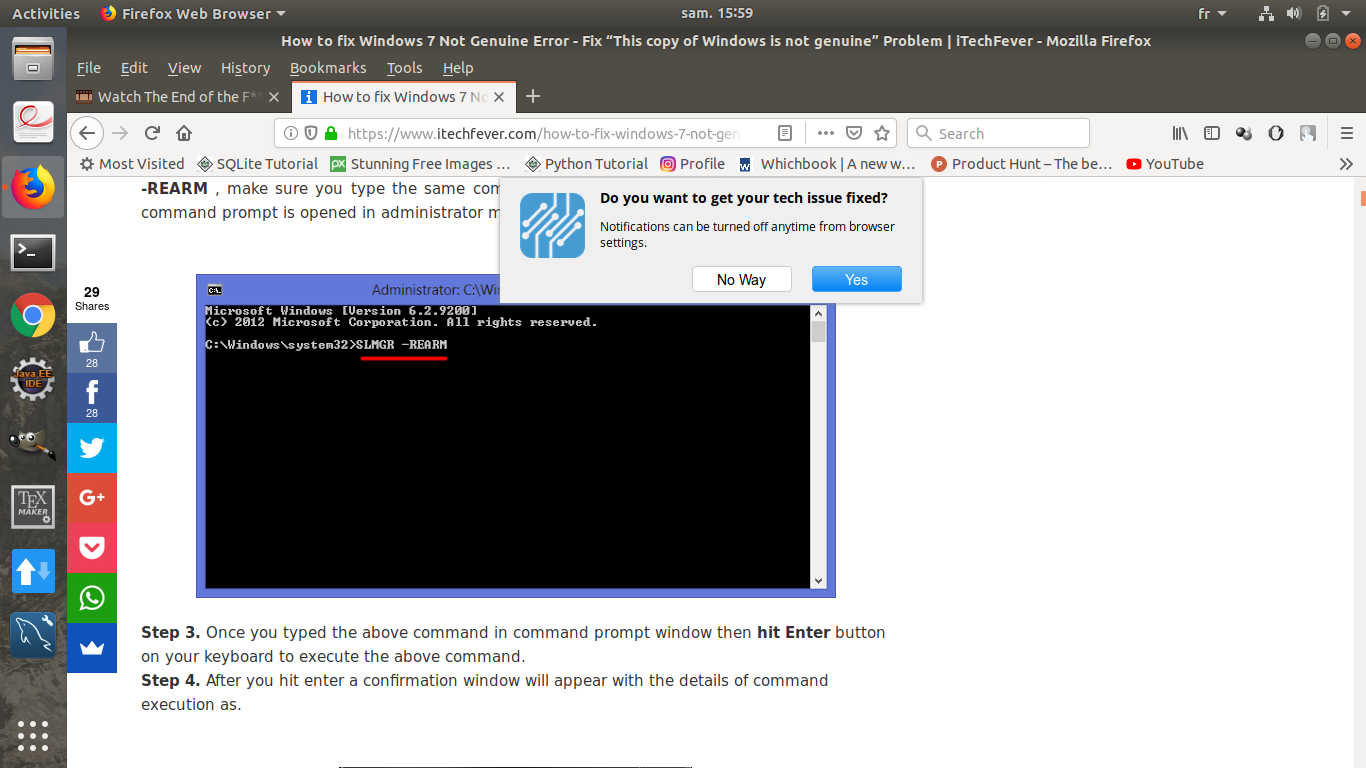 Activities
Firefox Web Browser
sam. 15:59
fr
How to fix Windows 7 Not Genuine Error - Fix “This copy of Windows is not genuine” Problem | iTechFever - Mozilla Firefox
File Edit View History Bookmarks Tools Help
Watch The End of the F**
How to fix Windows 7 No
https://www.itechfever.com/how-to-fix-windows-7-not-gen
Search
Most Visited
SQLite Tutorial
Stunning Free Images ...
Python Tutorial
Profile
Whichbook | A new w…
Product Hunt – The be…
YouTube
-REARM , make sure you type the same com
command prompt is opened in administrator m
Do you want to get your tech issue fixed?
Notifications can be turned off anytime from browser
settings.
No Way
Yes
29
Shares
28
28
Administrator: C:\Win
Microsoft Windows [Version 6.2.9200]
(c) 2012 Microsoft Corporation. All rights reserved.
C:\Windows\system32>SLMGR -REARM
Java EE
IDE
TEX
MAKER
G+
Step 3. Once you typed the above command in command prompt window then hit Enter button
on your keyboard to execute the above command.
Step 4. After you hit enter a confirmation window will appear with the details of command
execution as.